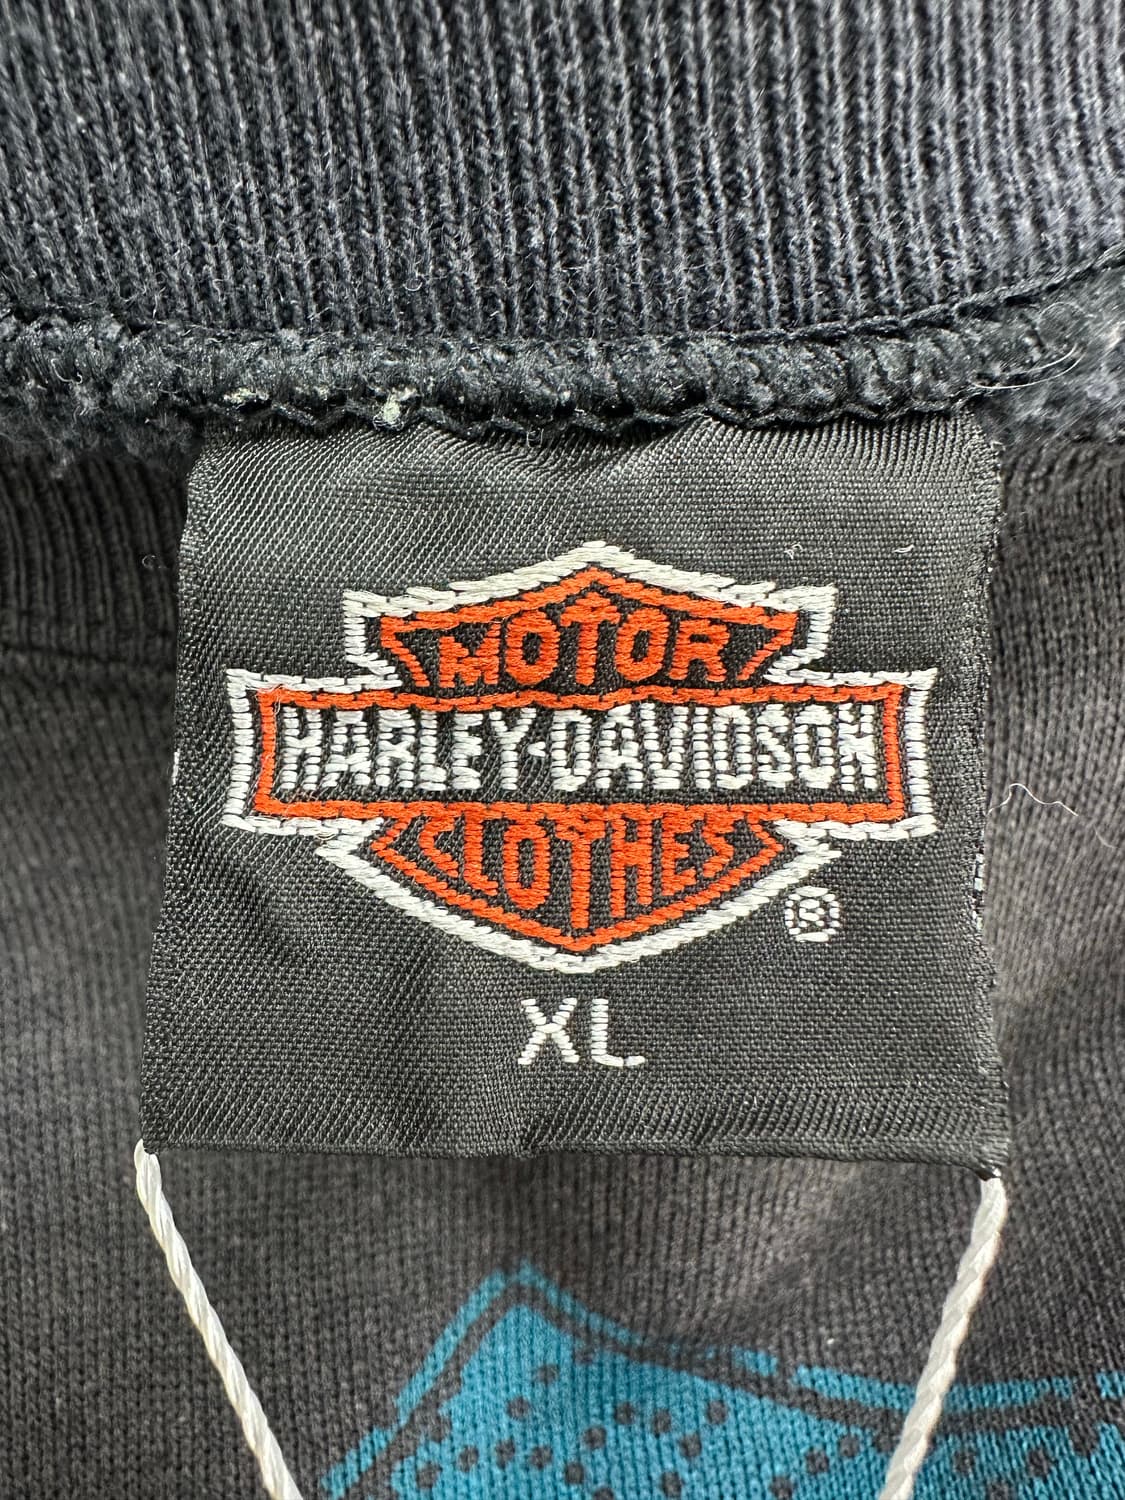 MOTOR
HARLEY-DAVIDSON
CLOTHES
®
XL